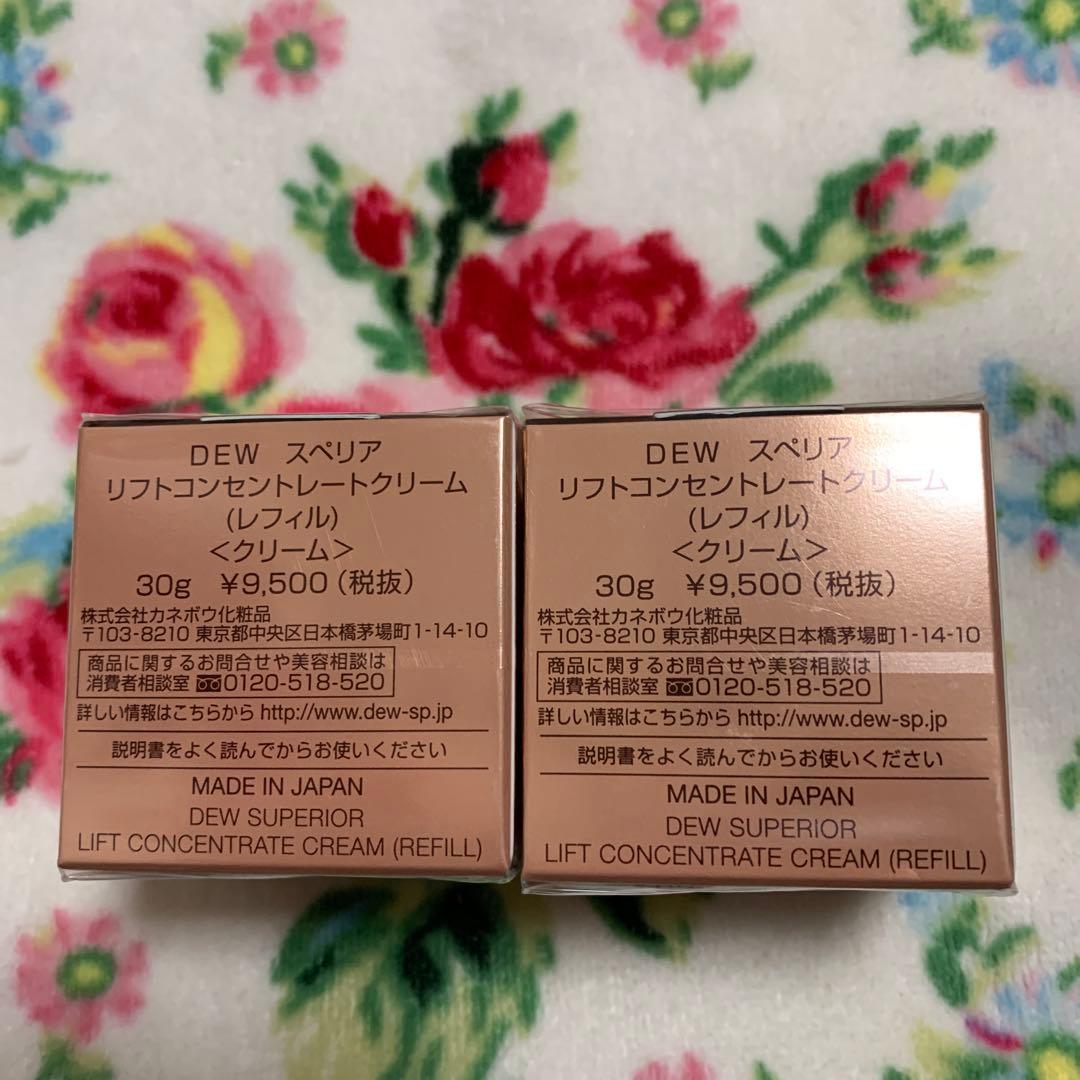 DEW スペリア
リフトコンセントレートクリーム
(レフィル)
<クリーム>
30g ¥9,500(税抜)
株式会社カネボウ化粧品
〒103-8210 東京都中央区日本橋茅場町1-14-10
商品に関するお問合せや美容相談は
消費者相談室 0120-518-520
詳しい情報はこちらから http://www.dew-sp.jp
説明書をよく読んでからお使いください
MADE IN JAPAN
DEW SUPERIOR
LIFT CONCENTRATE CREAM (REFILL)
DEW スペリア
リフトコンセントレートクリーム
(レフィル)
<クリーム>
30g ¥9,500(税抜)
株式会社カネボウ化粧品
〒103-8210 東京都中央区日本橋茅場町1-14-10
商品に関するお問合せや美容相談は
消費者相談室 0120-518-520
詳しい情報はこちらから http://www.dew-sp.jp
説明書をよく読んでからお使いください
MADE IN JAPAN
DEW SUPERIOR
LIFT CONCENTRATE CREAM (REFILL)